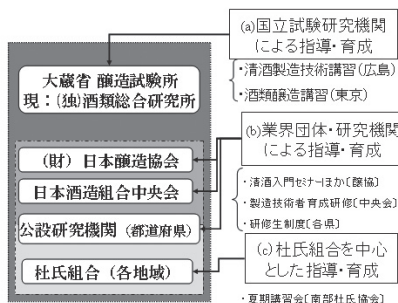 (a)国立試験研究機関
による指導・育成
・清酒製造技術講習(広島)
・酒類醸造講習(東京)
大蔵省 醸造試験所
現：(独)酒類総合研究所
(b)業界団体・研究機関
による指導・育成
・清酒入門セミナーほか〔醸協〕
・製造技術者育成研修〔中央会〕
・研修生制度〔各県〕
（財）日本醸造協会
日本酒造組合中央会
公設研究機関（都道府県）
杜氏組合（各地域）
(c)杜氏組合を中心
とした指導・育成
・夏期講習会〔南部杜氏協会〕